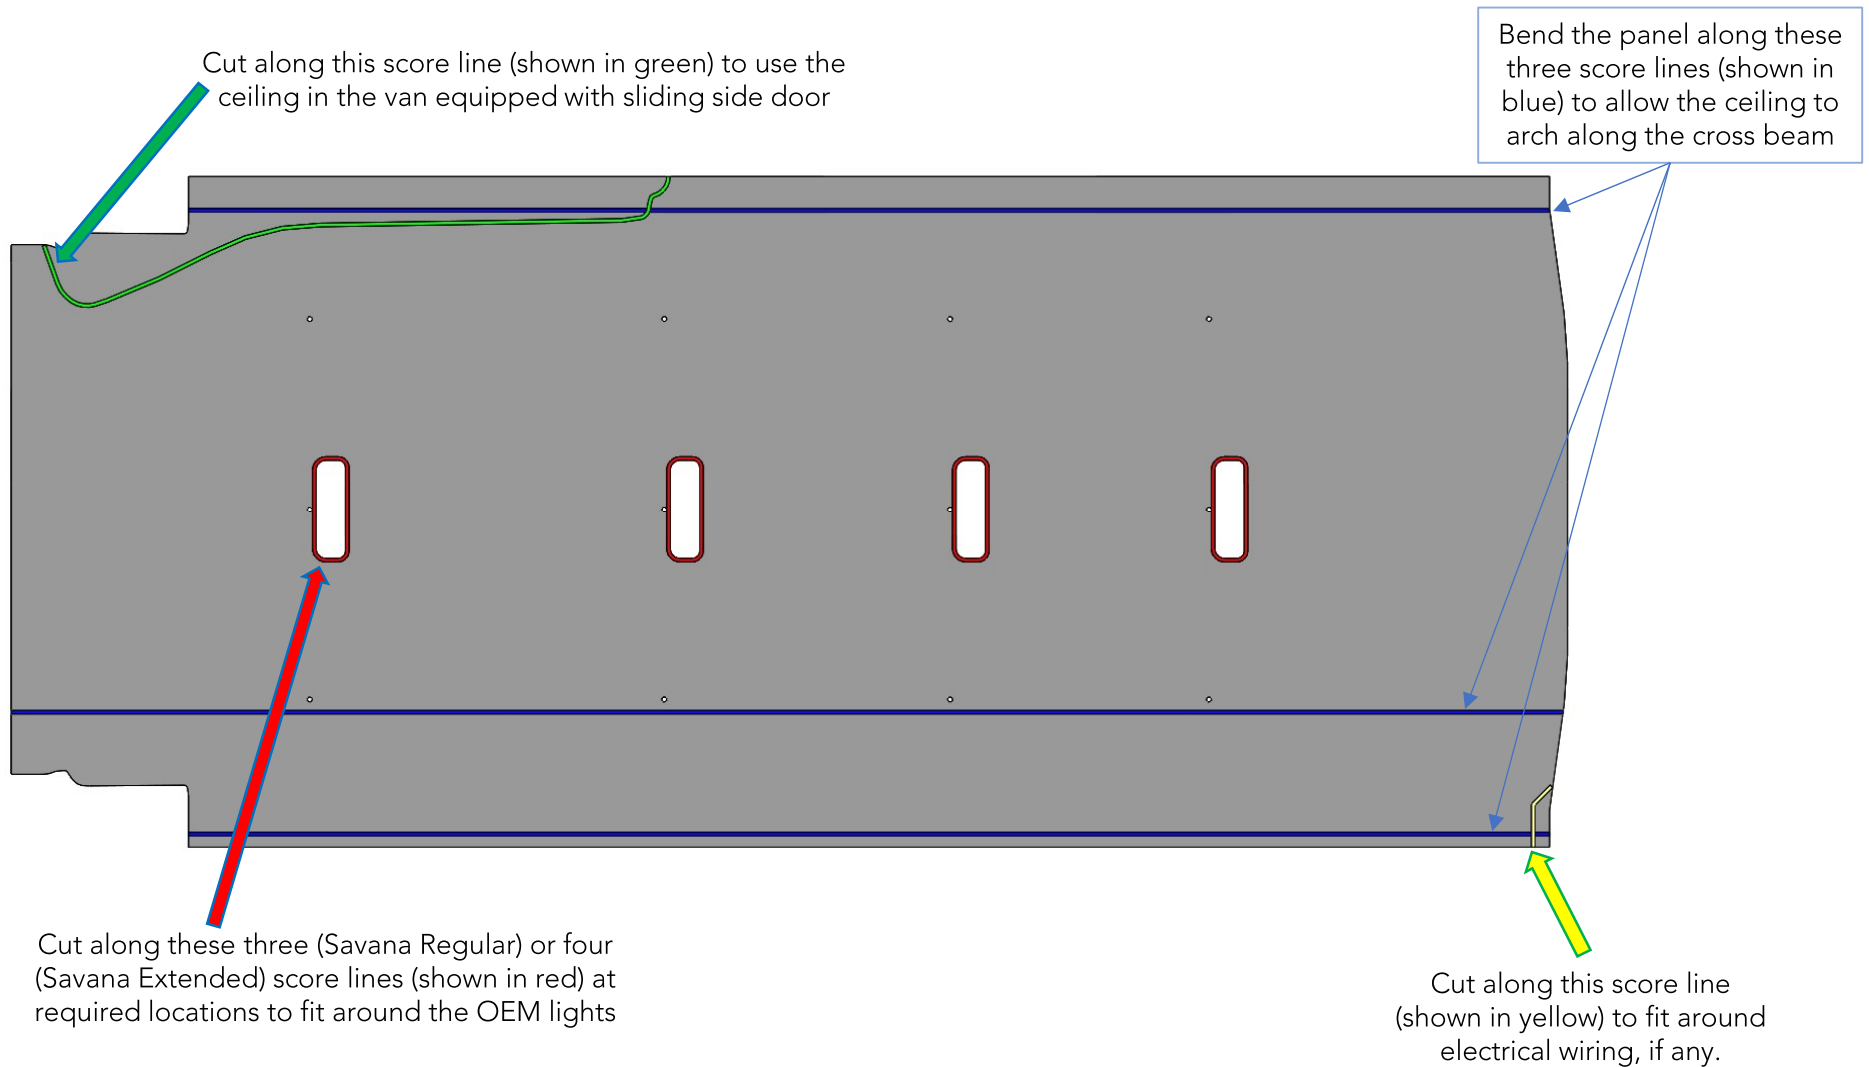 Cut along this score line (shown in green) to use the
ceiling in the van equipped with sliding side door
Bend the panel along these
three score lines (shown in
blue) to allow the ceiling to
arch along the cross beam
Cut along these three (Savana Regular) or four
(Savana Extended) score lines (shown in red) at
required locations to fit around the OEM lights
Cut along this score line
(shown in yellow) to fit around
electrical wiring, if any.